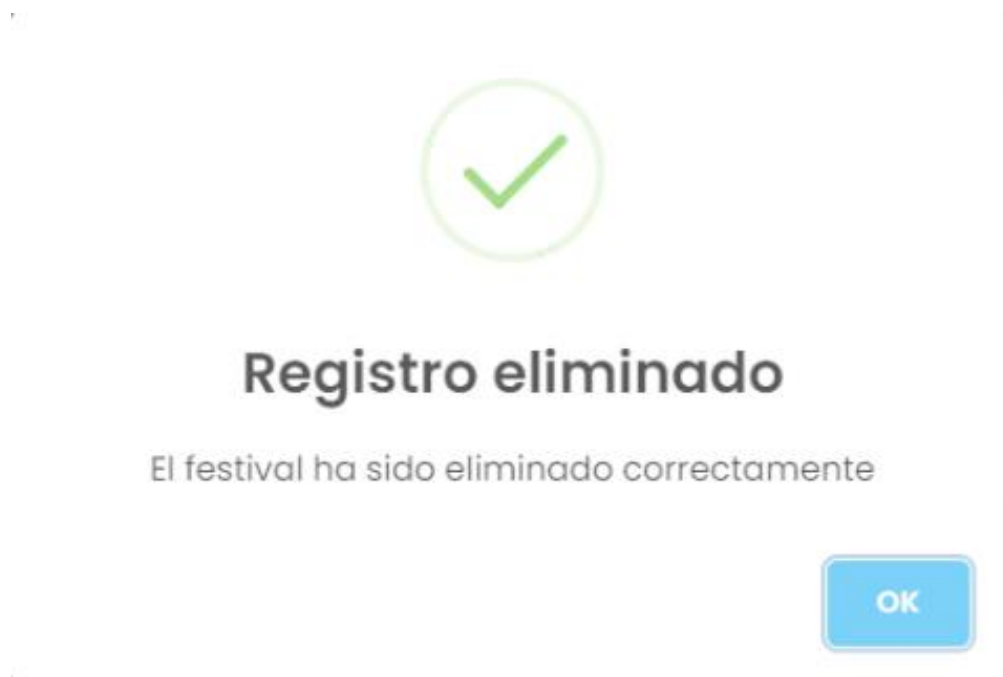 Registro eliminado
El festival ha sido eliminado correctamente
OK